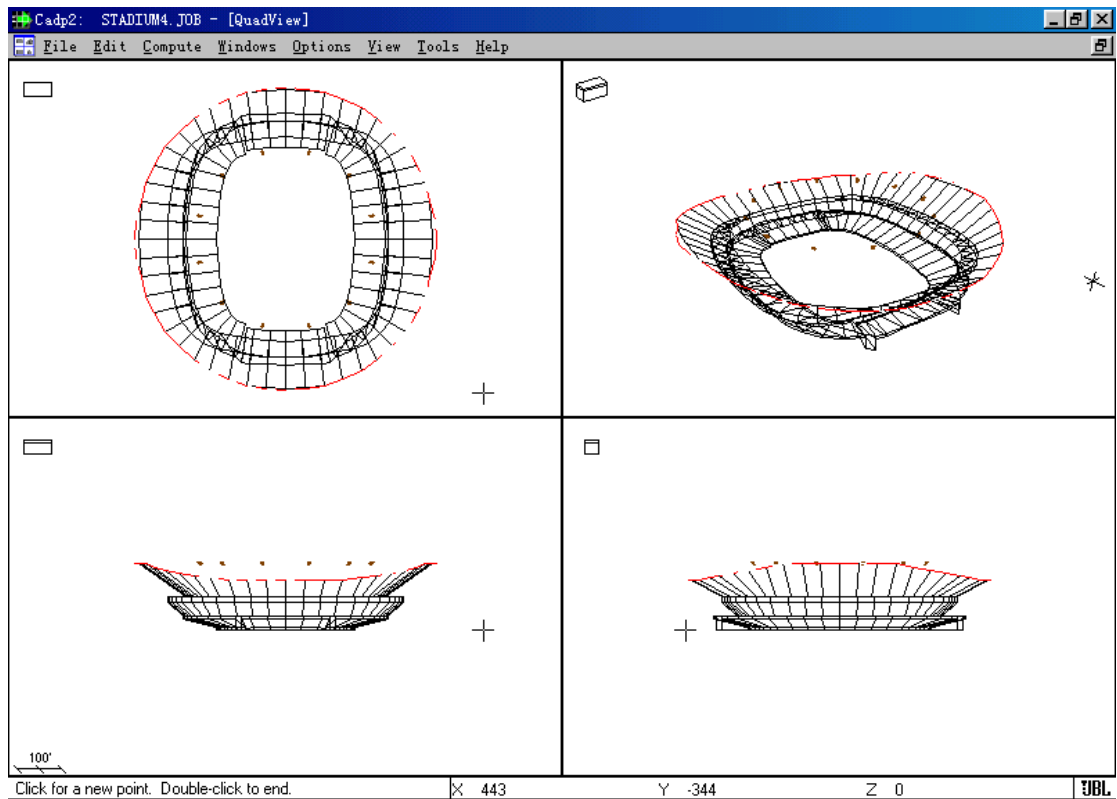 Cadp2: STADIUM4.JOB - [QuadView]
File Edit Compute Windows Options View Tools Help
100'
Click for a new point. Double-click to end. X 443 Y -344 Z 0 JBL